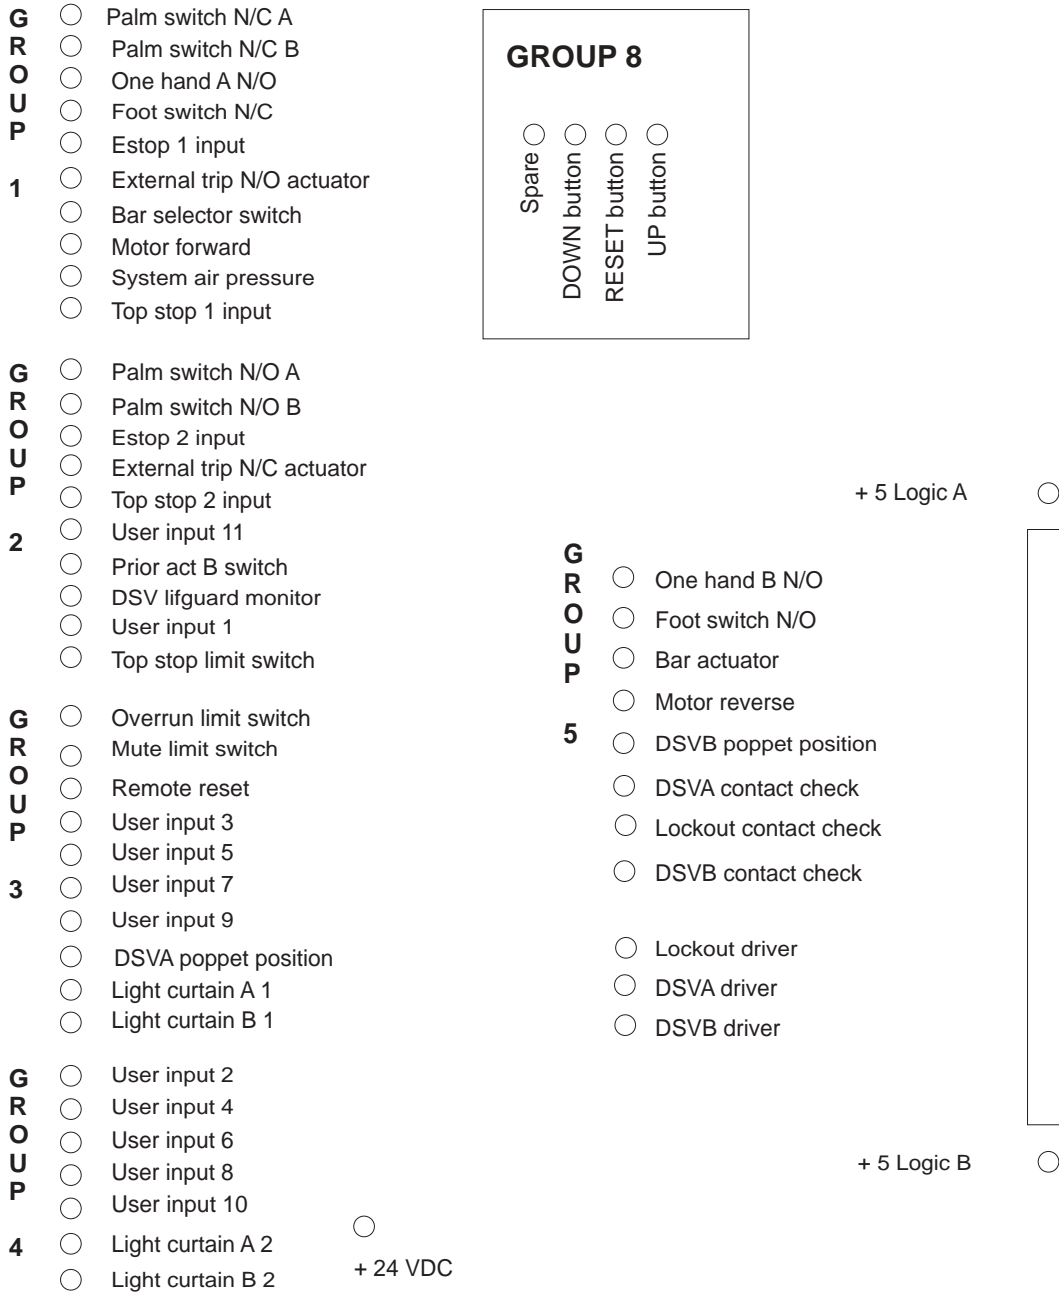 GROUP 1
Palm switch N/C A
Palm switch N/C B
One hand A N/O
Foot switch N/C
Estop 1 input
External trip N/O actuator
Bar selector switch
Motor forward
System air pressure
Top stop 1 input
GROUP 8
Spare
DOWN button
RESET button
UP button
GROUP 2
Palm switch N/O A
Palm switch N/O B
Estop 2 input
External trip N/C actuator
Top stop 2 input
User input 11
Prior act B switch
DSV lifguard monitor
User input 1
Top stop limit switch
GROUP 3
Overrun limit switch
Mute limit switch
Remote reset
User input 3
User input 5
User input 7
User input 9
DSVA poppet position
Light curtain A 1
Light curtain B 1
GROUP 4
User input 2
User input 4
User input 6
User input 8
User input 10
Light curtain A 2
Light curtain B 2
+ 24 VDC
GROUP 5
One hand B N/O
Foot switch N/O
Bar actuator
Motor reverse
DSVB poppet position
DSVA contact check
Lockout contact check
DSVB contact check
Lockout driver
DSVA driver
DSVB driver
+ 5 Logic A
+ 5 Logic B